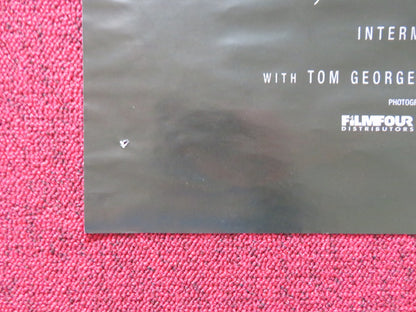 INTERM
WITH TOM GEORGE
PHOTOGR
FILMFOUR
DISTRIBUTORS